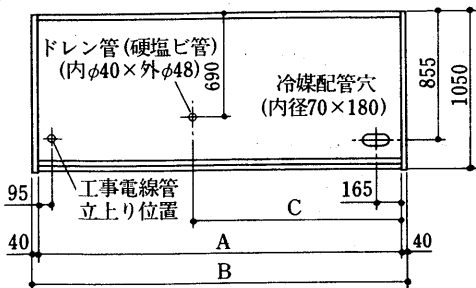 ドレン管(硬塩ビ管)
(内φ40×外φ48)
690
冷媒配管穴
(内径70×180)
855
1050
95
工事電線管
立上り位置
165
C
40
A
40
B